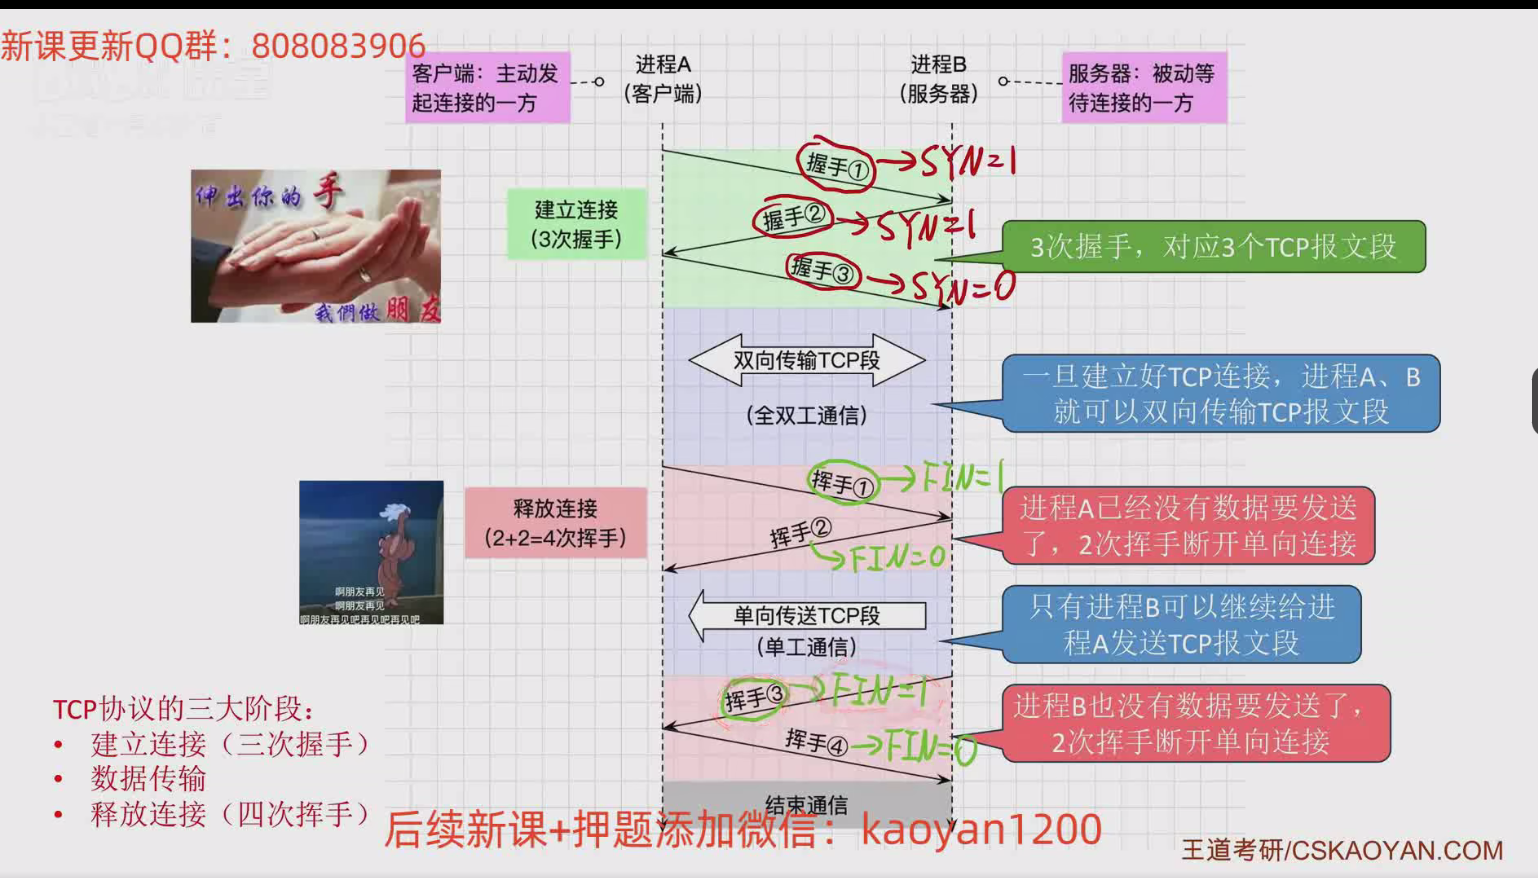 新课更新QQ群：808083906
客户端：主动发
起连接的一方
进程A
（客户端）
进程B
（服务器）
服务器：被动等
待连接的一方
伸出你的手
我們做朋友
建立连接
（3次握手）
握手① →SYN=1
握手② →SYN=1
握手③ →SYN=0
3次握手，对应3个TCP报文段
双向传输TCP段
（全双工通信）
一旦建立好TCP连接，进程A、B
就可以双向传输TCP报文段
释放连接
（2+2=4次挥手）
挥手① →FIN=1
挥手②
→FIN=0
进程A已经没有数据要发送
了，2次挥手断开单向连接
啊朋友再见
啊朋友再见
啊朋友再见吧再见吧再见吧
单向传送TCP段
（单工通信）
只有进程B可以继续给进
程A发送TCP报文段
挥手③ →FIN=1
挥手④ →FIN=0
进程B也没有数据要发送了，
2次挥手断开单向连接
结束通信
TCP协议的三大阶段：
• 建立连接（三次握手）
• 数据传输
• 释放连接（四次挥手）
后续新课+押题添加微信：kaoyan1200
王道考研/CSKAOYAN.COM